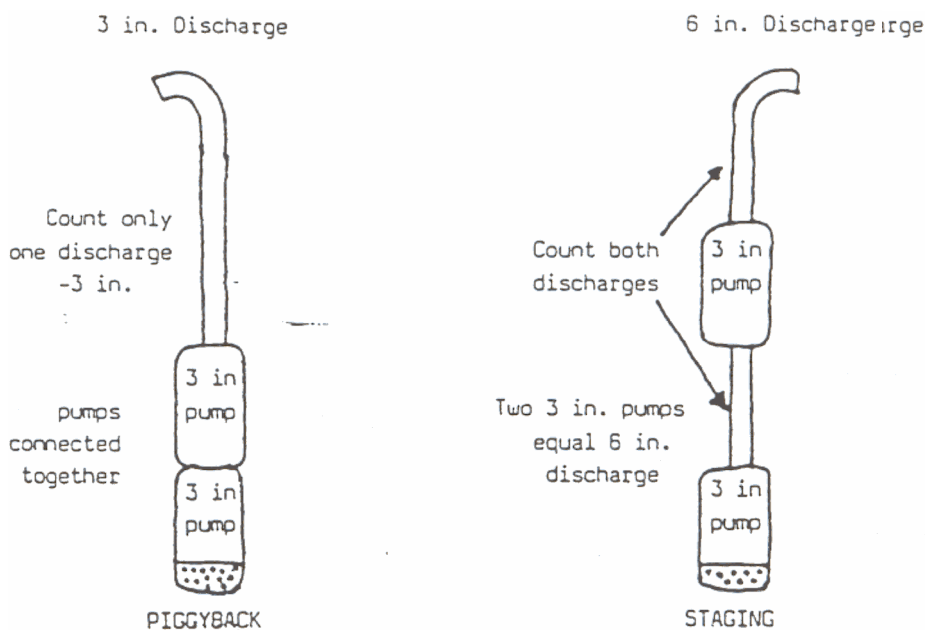 3 in. Discharge
Count only
one discharge
-3 in.
3 in
pump
pumps
connected
together
3 in
pump
PIGGYBACK
6 in. Dischargeirge
Count both
discharges
3 in
pump
Two 3 in. pumps
equal 6 in.
discharge
3 in
pump
STAGING